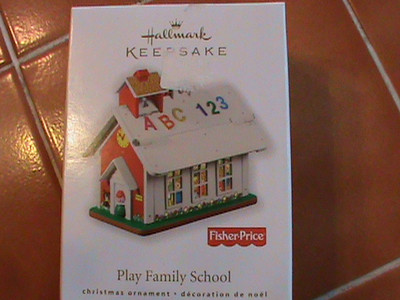 Hallmark
KEEPSAKE
ABC 123
Fisher-Price
Play Family School
christmas ornament • décoration de noël